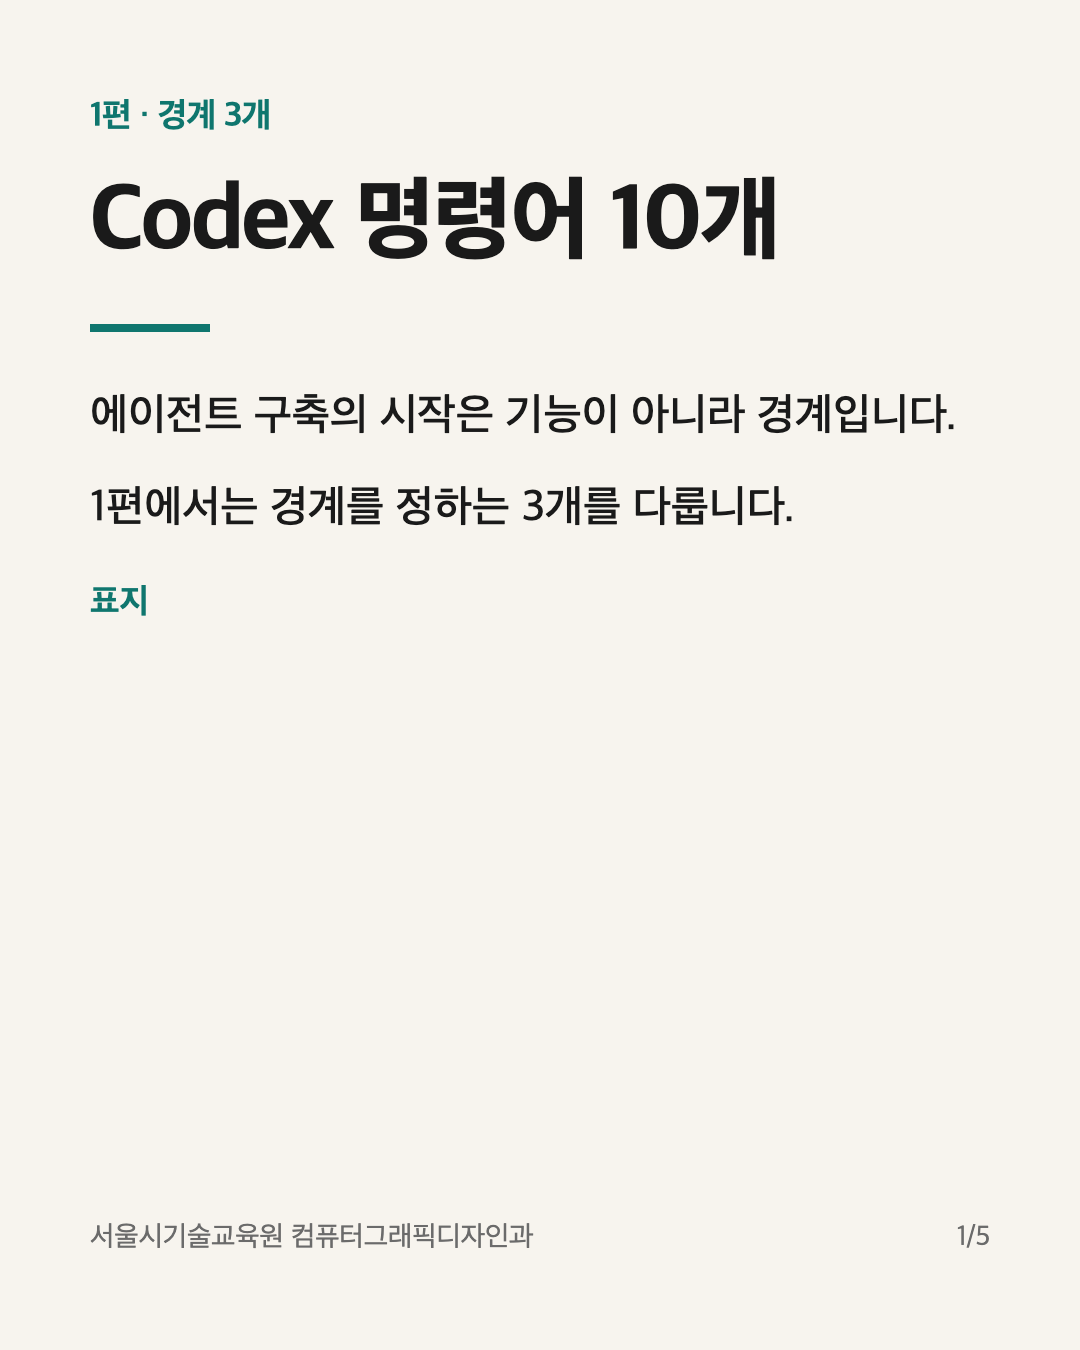 1편 · 경계 3개
Codex 명령어 10개
에이전트 구축의 시작은 기능이 아니라 경계입니다.
1편에서는 경계를 정하는 3개를 다룹니다.
표지
서울시기술교육원 컴퓨터그래픽디자인과
1/5